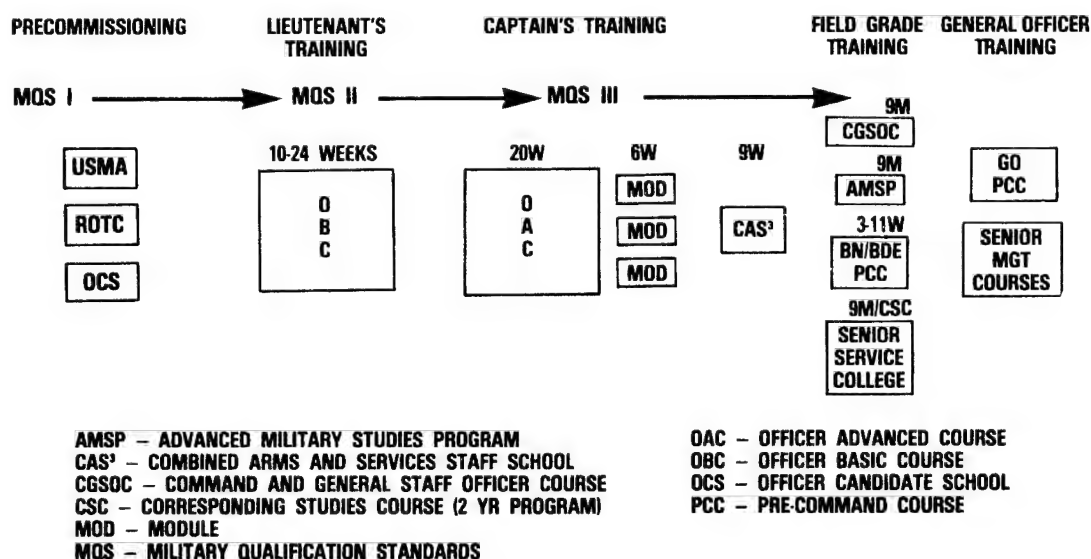 PRECOMMISSIONING
LIEUTENANT'S
TRAINING
CAPTAIN'S TRAINING
FIELD GRADE
TRAINING
GENERAL OFFICER
TRAINING
MQS I
MQS II
MQS III
USMA
ROTC
OCS
10-24 WEEKS
O
B
C
20W
O
A
C
6W
MOD
MOD
MOD
9W
CAS³
9M
CGSOC
9M
AMSP
3-11W
BN/BDE
PCC
9M/CSC
SENIOR
SERVICE
COLLEGE
GO
PCC
SENIOR
MGT
COURSES
AMSP – ADVANCED MILITARY STUDIES PROGRAM
CAS³ – COMBINED ARMS AND SERVICES STAFF SCHOOL
CGSOC – COMMAND AND GENERAL STAFF OFFICER COURSE
CSC – CORRESPONDING STUDIES COURSE (2 YR PROGRAM)
MOD – MODULE
MQS – MILITARY QUALIFICATION STANDARDS
OAC – OFFICER ADVANCED COURSE
OBC – OFFICER BASIC COURSE
OCS – OFFICER CANDIDATE SCHOOL
PCC – PRE-COMMAND COURSE